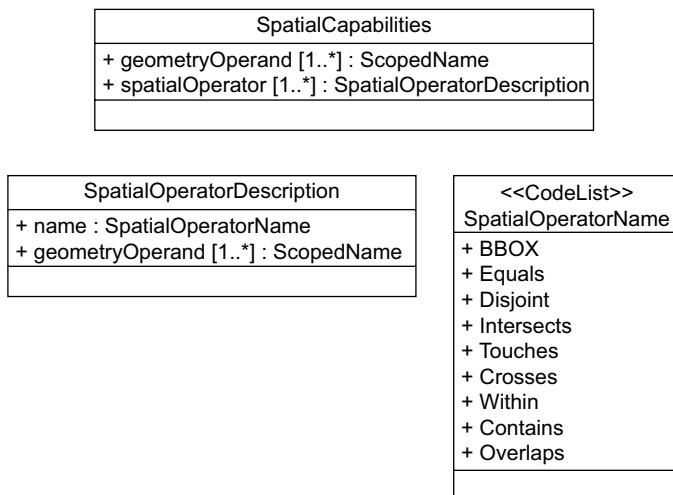 SpatialCapabilities
+ geometryOperand [1..*] : ScopedName
+ spatialOperator [1..*] : SpatialOperatorDescription
SpatialOperatorDescription
+ name : SpatialOperatorName
+ geometryOperand [1..*] : ScopedName
<<CodeList>>
SpatialOperatorName
+ BBOX
+ Equals
+ Disjoint
+ Intersects
+ Touches
+ Crosses
+ Within
+ Contains
+ Overlaps